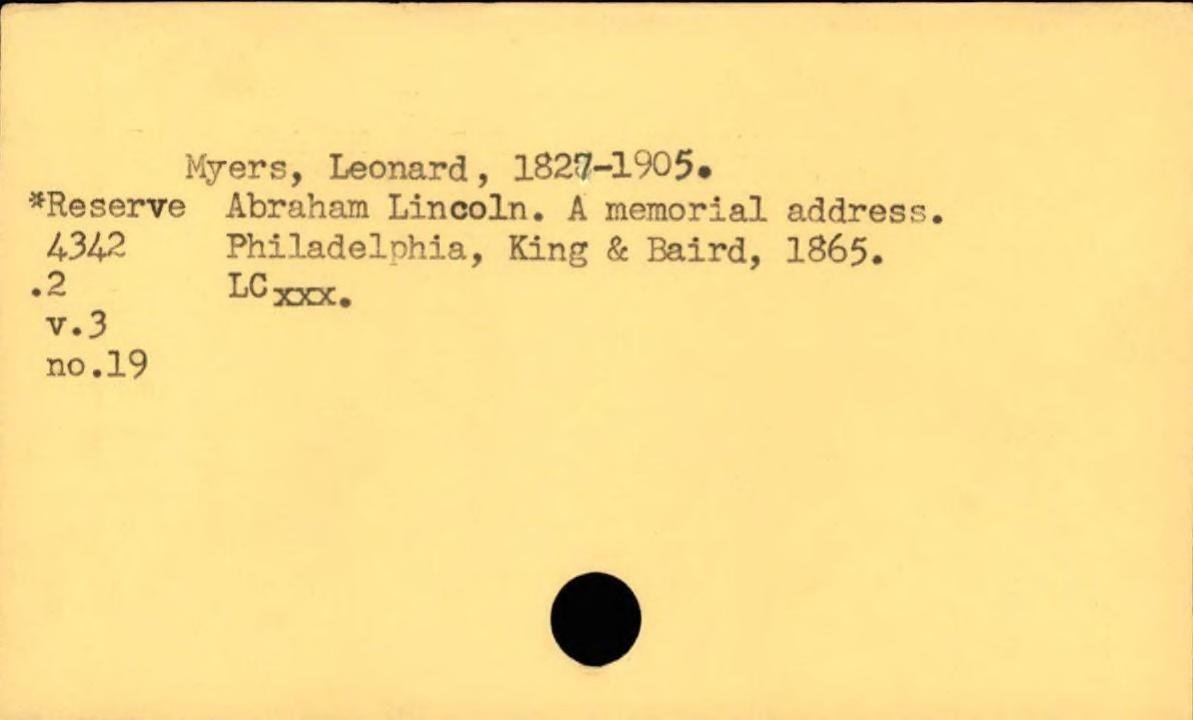 Myers, Leonard, 1827-1905.
*Reserve Abraham Lincoln. A memorial address.
4342 Philadelphia, King & Baird, 1865.
.2 LCxxx.
v.3
no.19